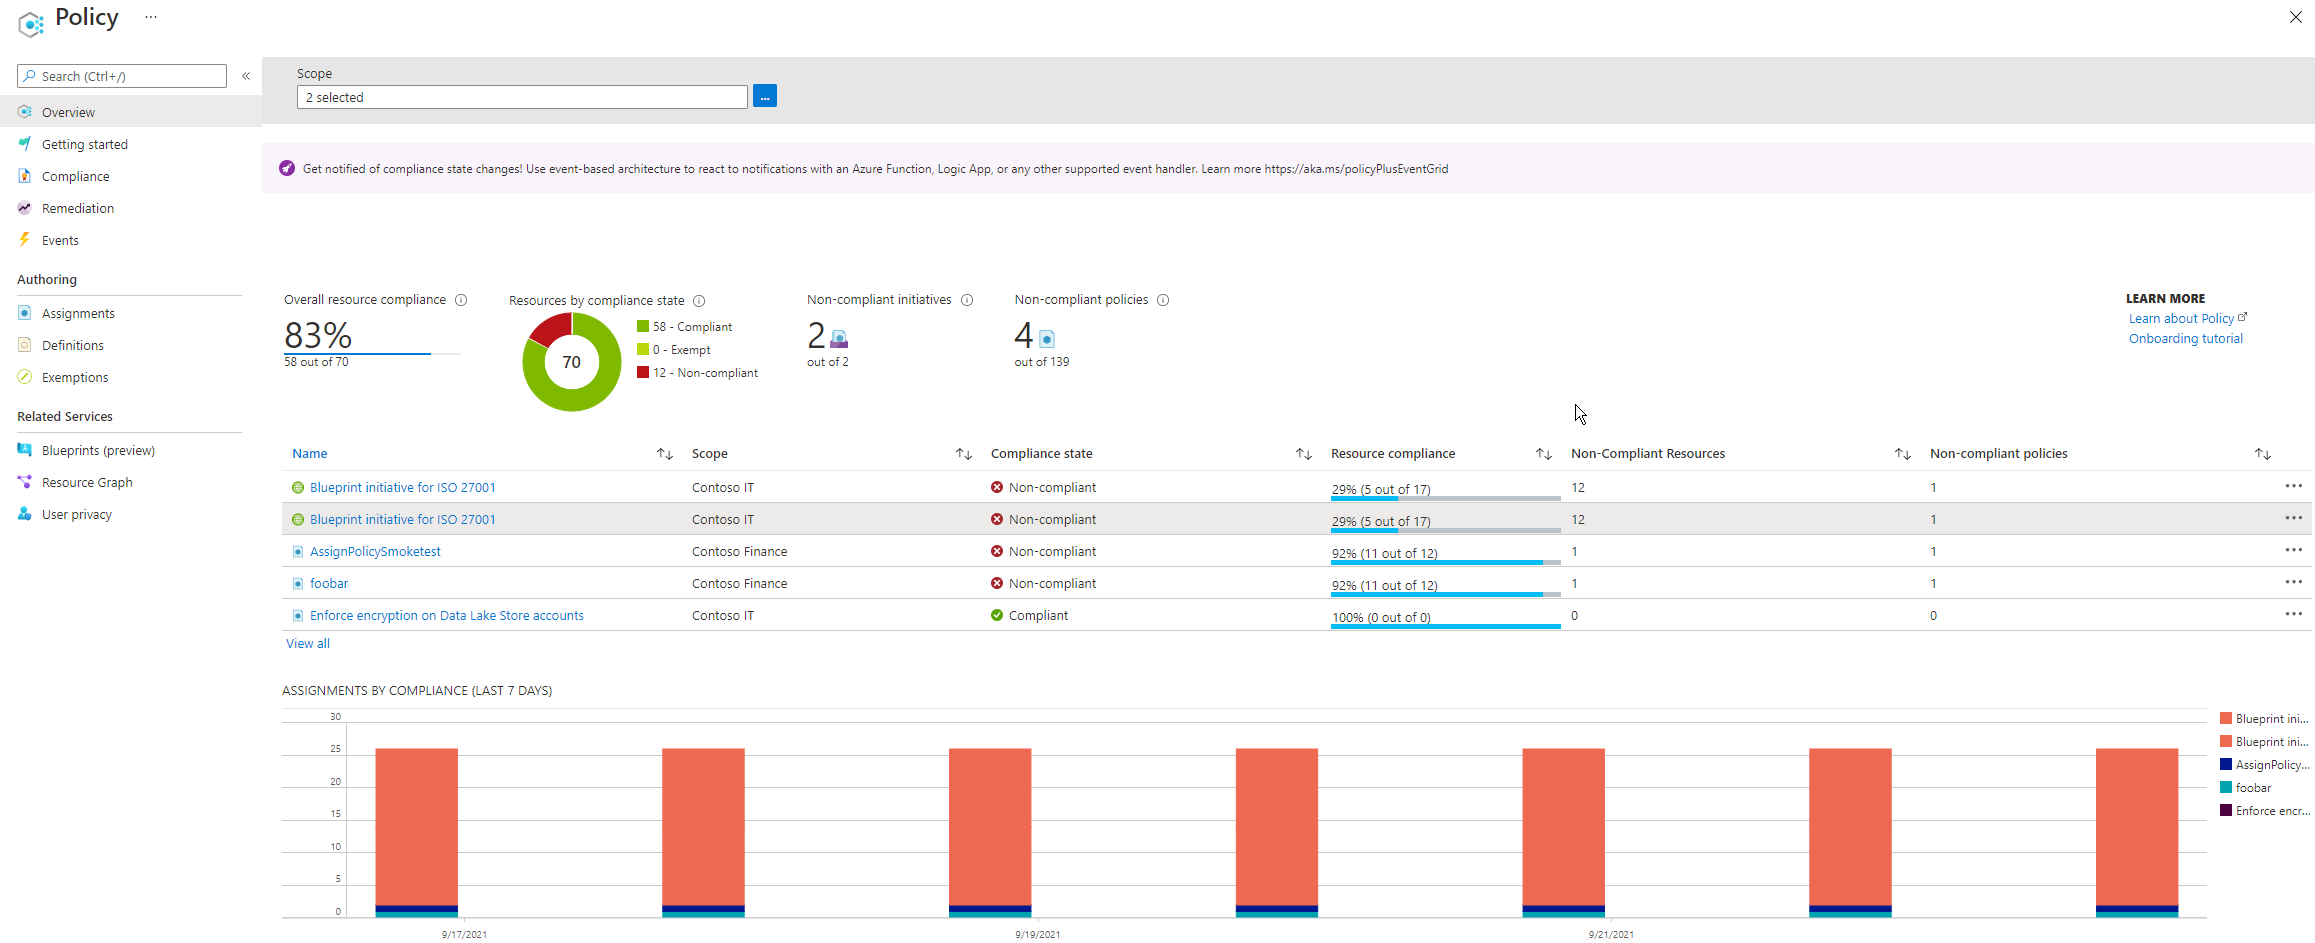 Policy ...
Search (Ctrl+/) «
Overview
Getting started
Compliance
Remediation
Events
Authoring
Assignments
Definitions
Exemptions
Related Services
Blueprints (preview)
Resource Graph
User privacy
Scope
2 selected
...
Get notified of compliance state changes! Use event-based architecture to react to notifications with an Azure Function, Logic App, or any other supported event handler. Learn more https://aka.ms/policyPlusEventGrid
Overall resource compliance
83%
58 out of 70
Resources by compliance state
70
58 - Compliant
0 - Exempt
12 - Non-compliant
Non-compliant initiatives
2
out of 2
Non-compliant policies
4
out of 139
LEARN MORE
Learn about Policy
Onboarding tutorial
Name Scope Compliance state Resource compliance Non-Compliant Resources Non-compliant policies
Blueprint initiative for ISO 27001 Contoso IT Non-compliant 29% (5 out of 17) 12 1 ...
Blueprint initiative for ISO 27001 Contoso IT Non-compliant 29% (5 out of 17) 12 1 ...
AssignPolicySmoketest Contoso Finance Non-compliant 92% (11 out of 12) 1 1 ...
foobar Contoso Finance Non-compliant 92% (11 out of 12) 1 1 ...
Enforce encryption on Data Lake Store accounts Contoso IT Compliant 100% (0 out of 0) 0 0 ...
View all
ASSIGNMENTS BY COMPLIANCE (LAST 7 DAYS)
30
25
20
15
10
5
0
9/17/2021 9/19/2021 9/21/2021
Blueprint ini...
Blueprint ini...
AssignPolicy...
foobar
Enforce encr...